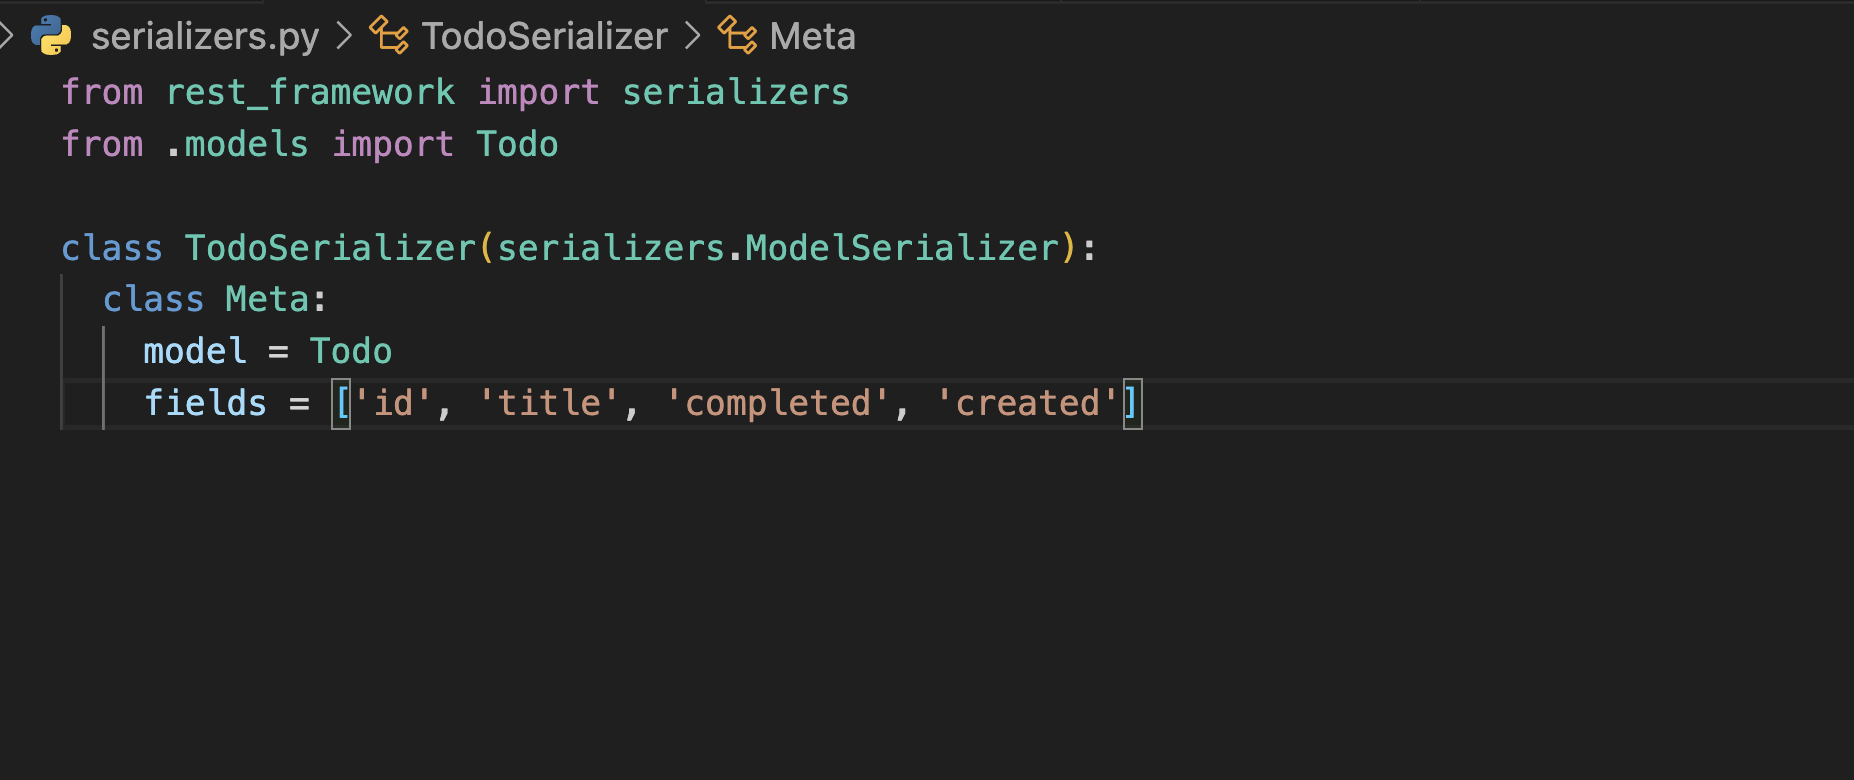 serializers.py > TodoSerializer > Meta
from rest_framework import serializers
from .models import Todo
class TodoSerializer(serializers.ModelSerializer):
class Meta:
model = Todo
fields = ['id', 'title', 'completed', 'created']